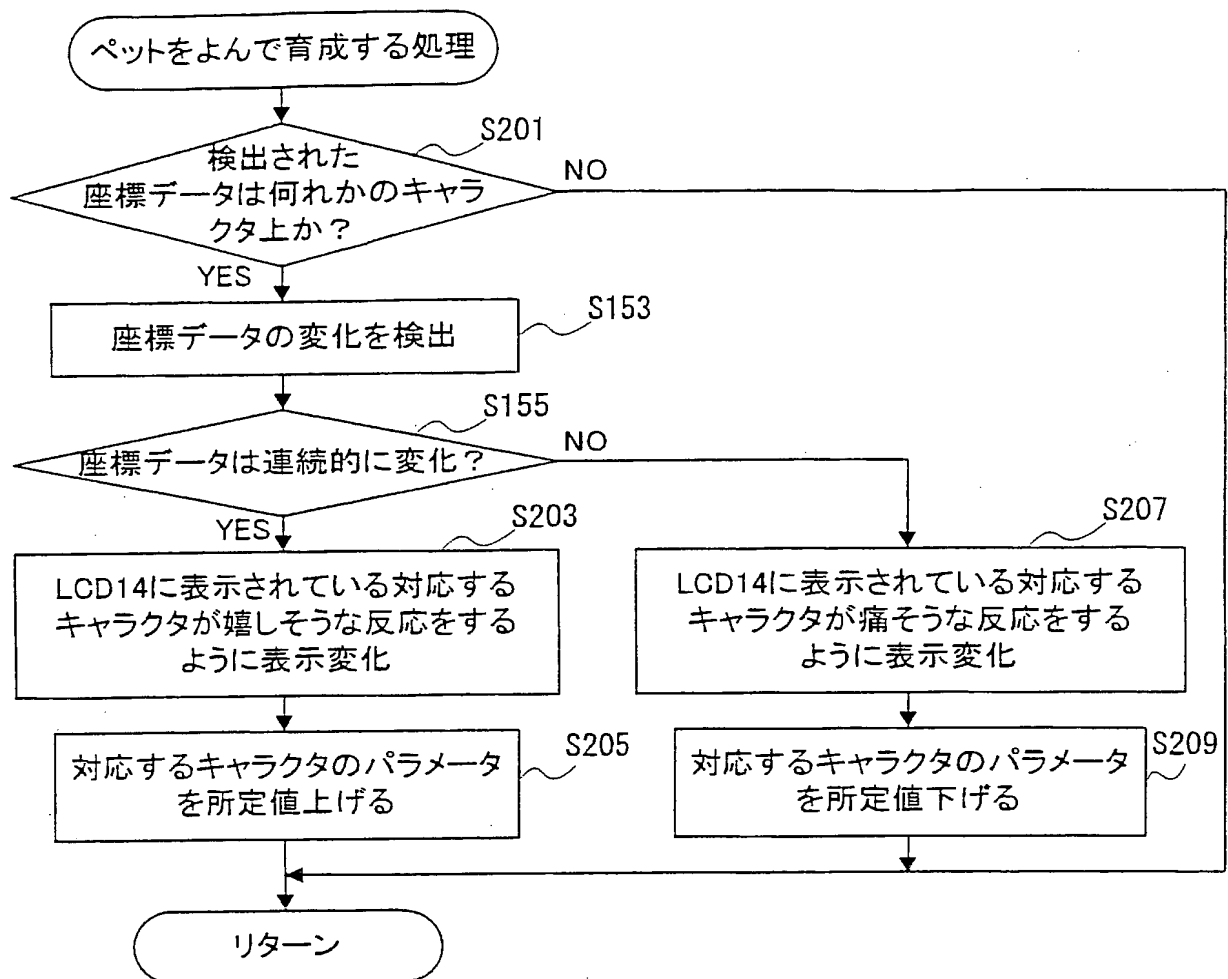 ペットをよんで育成する処理
S201
検出された
座標データは何れかのキャラ
クタ上か?
NO
YES
S153
座標データの変化を検出
S155
座標データは連続的に変化?
NO
YES
S203
LCD14に表示されている対応する
キャラクタが嬉しそうな反応をする
ように表示変化
S207
LCD14に表示されている対応する
キャラクタが痛そうな反応をする
ように表示変化
S205
対応するキャラクタのパラメータ
を所定値上げる
S209
対応するキャラクタのパラメータ
を所定値下げる
リターン